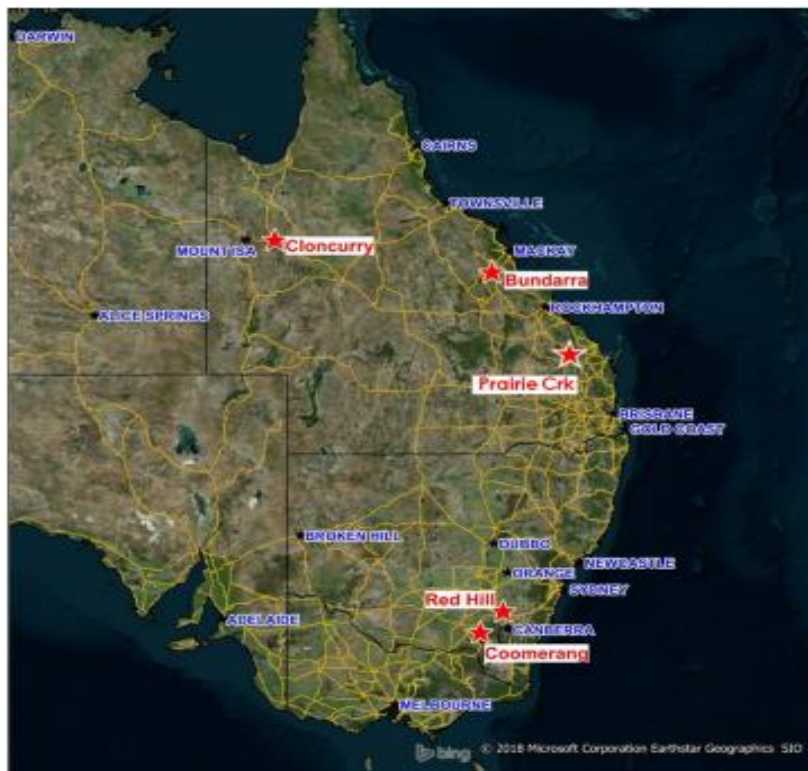 DARWIN
CAIRNS
TOWNSVILLE
MOUNT ISA
Cloncurry
MACKAY
Bundarra
ROCKHAMPTON
ALICE SPRINGS
Prairie Crk
BRISBANE
GOLD COAST
BROKEN HILL
DUBBO
NEWCASTLE
ORANGE
SYDNEY
Red Hill
ADELAIDE
CANBERRA
Coomerang
MELBOURNE
bing © 2018 Microsoft Corporation Earthstar Geographics SIO